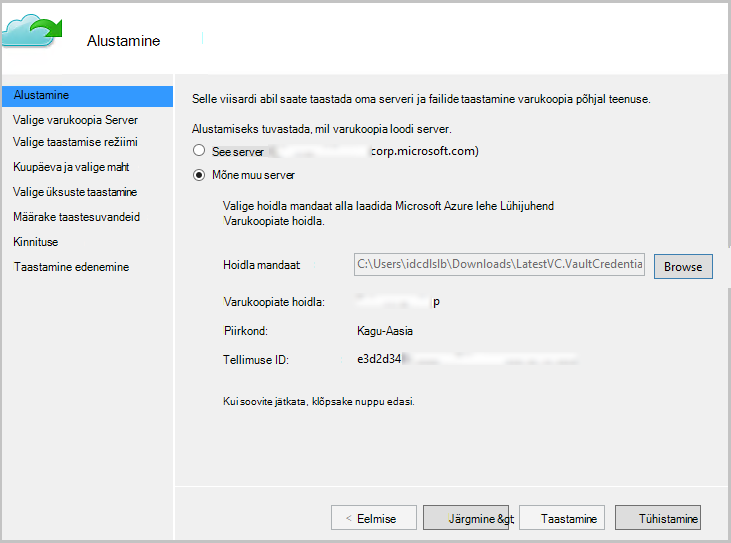 Alustamine
Alustamine
Valige varukoopia Server
Valige taastamise režiimi
Kuupäeva ja valige maht
Valige üksuste taastamine
Määrake taastesuvandeid
Kinnituse
Taastamine edenemine
Selle viisardi abil saate taastada oma serveri ja failide taastamine varukoopia põhjal teenuse.
Alustamiseks tuvastada, mil varukoopia loodi server.
See server corp.microsoft.com)
Mõne muu server
Valige hoidla mandaat alla laadida Microsoft Azure lehe Lühijuhend
Varukoopiate hoidla.
Hoidla mandaat C:\Users\idcdlslb\Downloads\LatestVC.VaultCredentia Browse
Varukoopiate hoidla: p
Piirkond: Kagu-Aasia
Tellimuse ID: e3d2d34
Kui soovite jätkata, klõpsake nuppu edasi.
< Eelmise Järgmine &gt; Taastamine Tühistamine